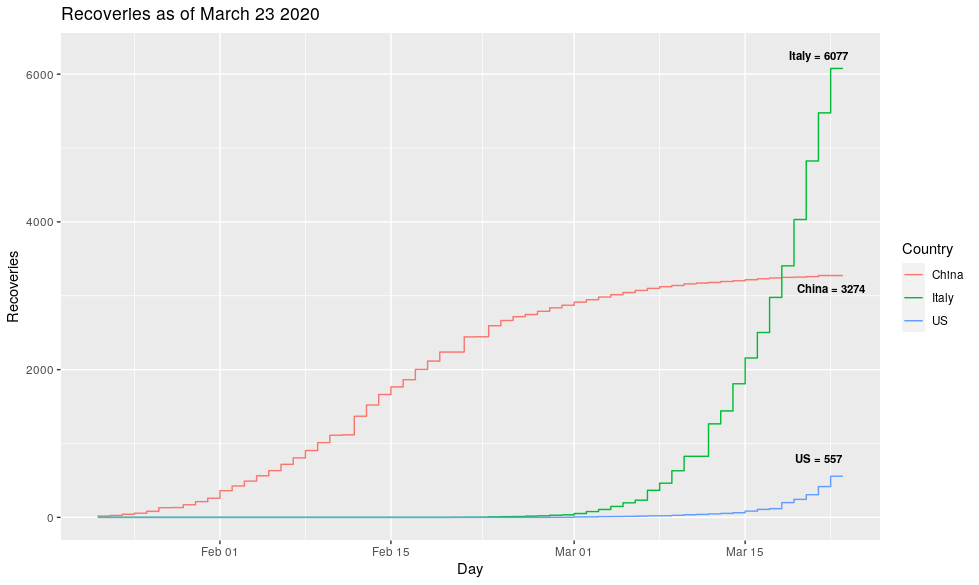 Recoveries as of March 23 2020
Recoveries
6000
4000
2000
0
Italy = 6077
China = 3274
US = 557
Feb 01
Feb 15
Mar 01
Mar 15
Day
Country
China
Italy
US